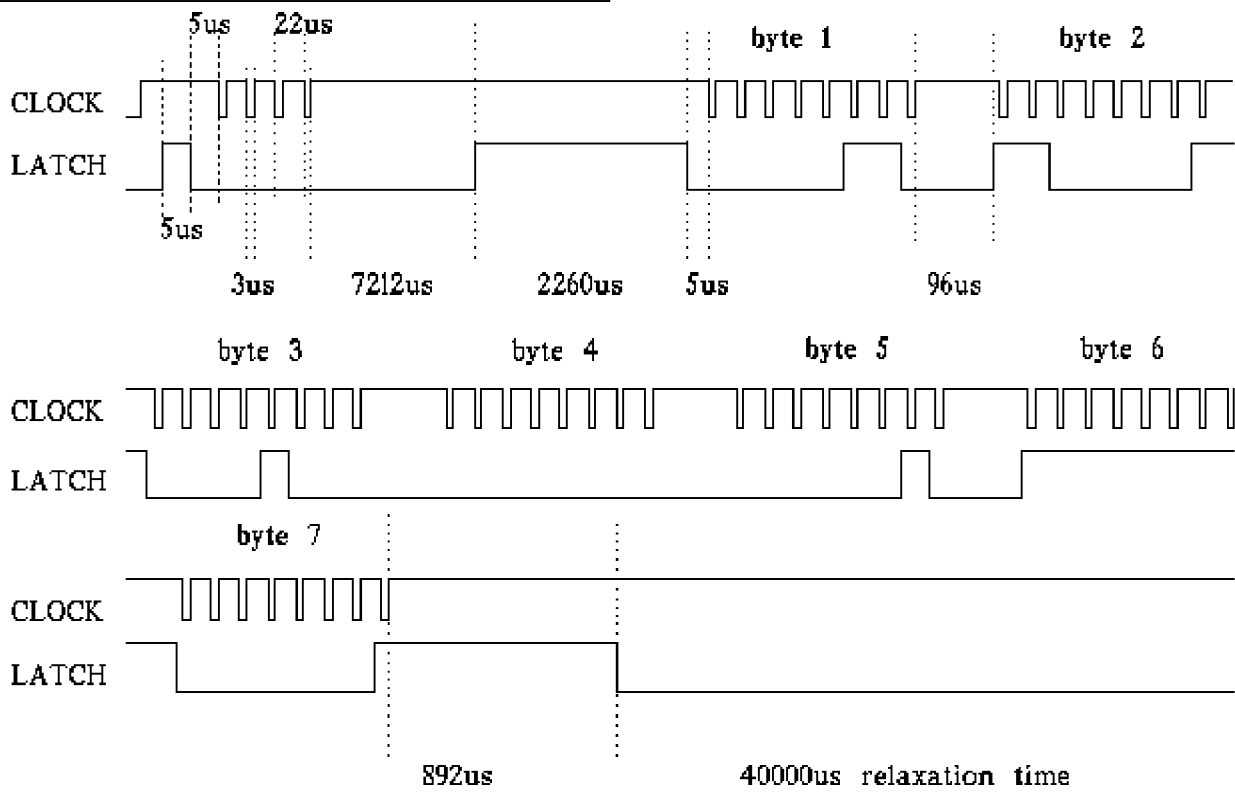 5us 22us byte 1 byte 2
CLOCK
LATCH
5us
3us 7212us 2260us 5us 96us
byte 3 byte 4 byte 5 byte 6
CLOCK
LATCH
byte 7
CLOCK
LATCH
892us 40000us relaxation time